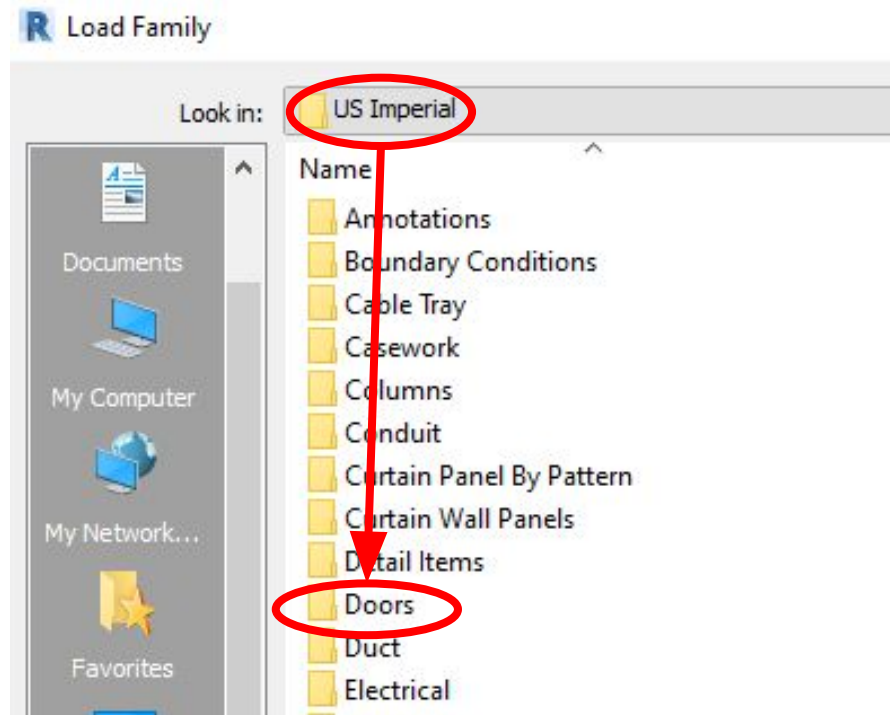 Load Family
Look in:
US Imperial
Name
Documents
My Computer
My Network...
Favorites
Annotations
Boundary Conditions
Cable Tray
Casework
Columns
Conduit
Curtain Panel By Pattern
Curtain Wall Panels
Detail Items
Doors
Duct
Electrical